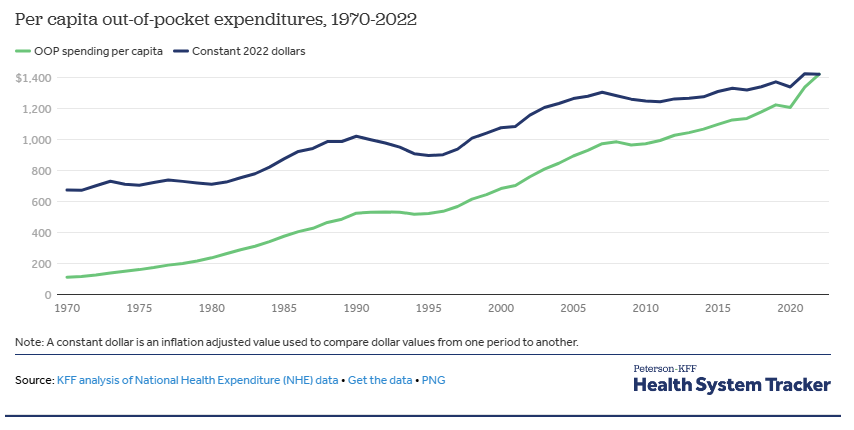 Per capita out-of-pocket expenditures, 1970-2022
OOP spending per capita Constant 2022 dollars
$1,400
1,200
1,000
800
600
400
200
0
1970 1975 1980 1985 1990 1995 2000 2005 2010 2015 2020
Note: A constant dollar is an inflation adjusted value used to compare dollar values from one period to another.
Source: KFF analysis of National Health Expenditure (NHE) data • Get the data • PNG
Peterson-KFF
Health System Tracker